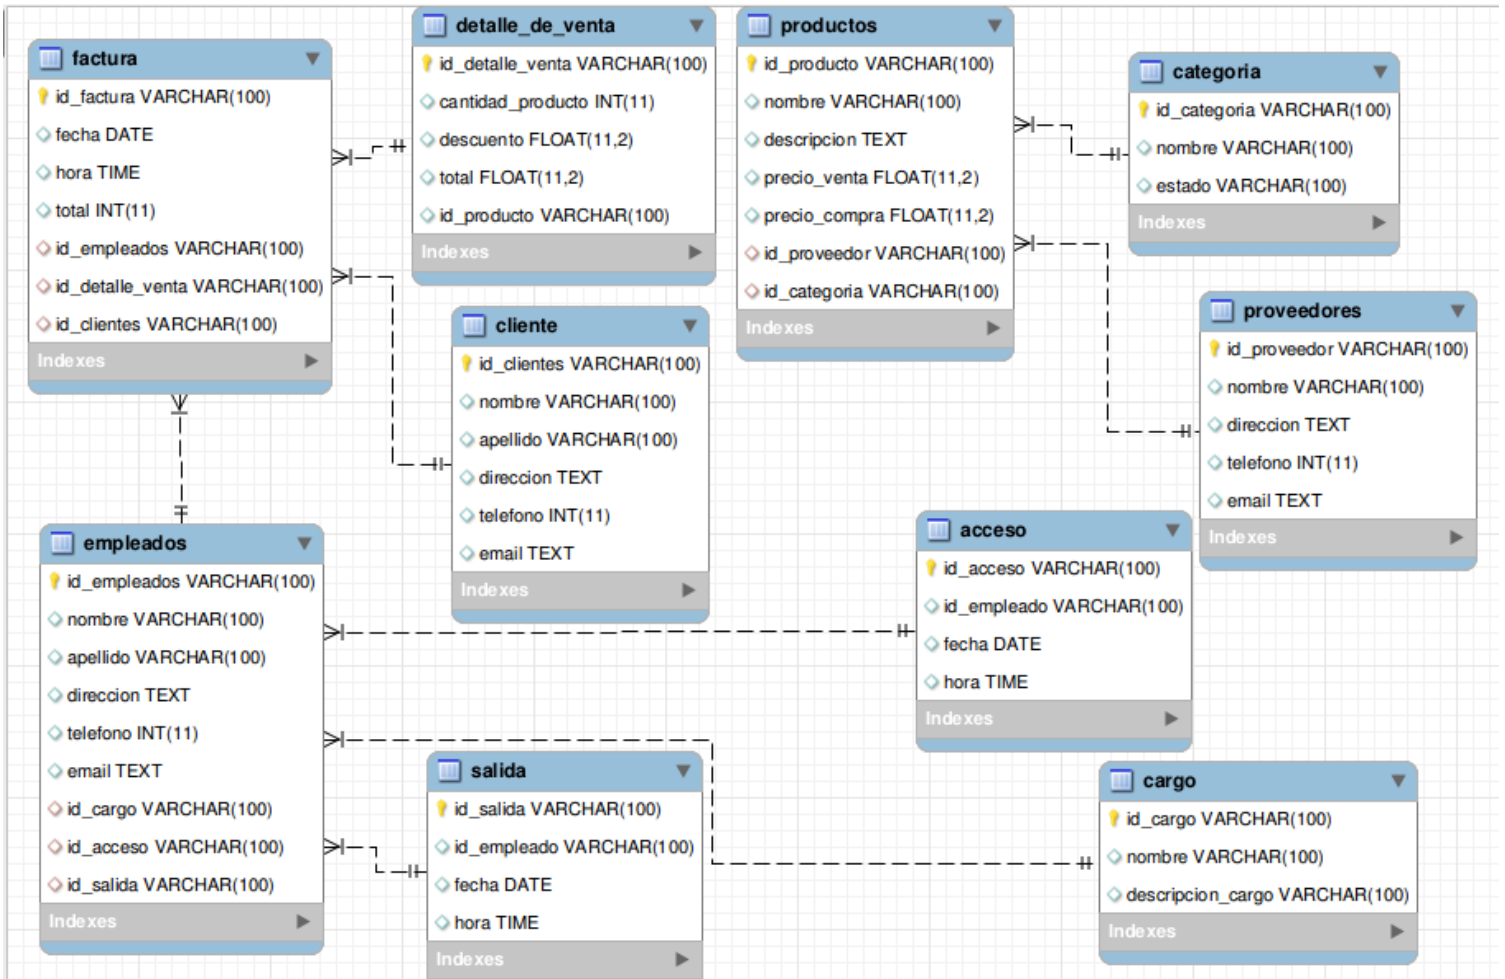 factura
id_factura VARCHAR(100)
fecha DATE
hora TIME
total INT(11)
id_empleados VARCHAR(100)
id_detalle_venta VARCHAR(100)
id_clientes VARCHAR(100)
Indexes
detalle_de_venta
id_detalle_venta VARCHAR(100)
cantidad_producto INT(11)
descuento FLOAT(11,2)
total FLOAT(11,2)
id_producto VARCHAR(100)
Indexes
productos
id_producto VARCHAR(100)
nombre VARCHAR(100)
descripcion TEXT
precio_venta FLOAT(11,2)
precio_compra FLOAT(11,2)
id_proveedor VARCHAR(100)
id_categoria VARCHAR(100)
Indexes
categoria
id_categoria VARCHAR(100)
nombre VARCHAR(100)
estado VARCHAR(100)
Indexes
cliente
id_clientes VARCHAR(100)
nombre VARCHAR(100)
apellido VARCHAR(100)
direccion TEXT
telefono INT(11)
email TEXT
Indexes
proveedores
id_proveedor VARCHAR(100)
nombre VARCHAR(100)
direccion TEXT
telefono INT(11)
email TEXT
Indexes
empleados
id_empleados VARCHAR(100)
nombre VARCHAR(100)
apellido VARCHAR(100)
direccion TEXT
telefono INT(11)
email TEXT
id_cargo VARCHAR(100)
id_acceso VARCHAR(100)
id_salida VARCHAR(100)
Indexes
acceso
id_acceso VARCHAR(100)
id_empleado VARCHAR(100)
fecha DATE
hora TIME
Indexes
salida
id_salida VARCHAR(100)
id_empleado VARCHAR(100)
fecha DATE
hora TIME
Indexes
cargo
id_cargo VARCHAR(100)
nombre VARCHAR(100)
descripcion_cargo VARCHAR(100)
Indexes